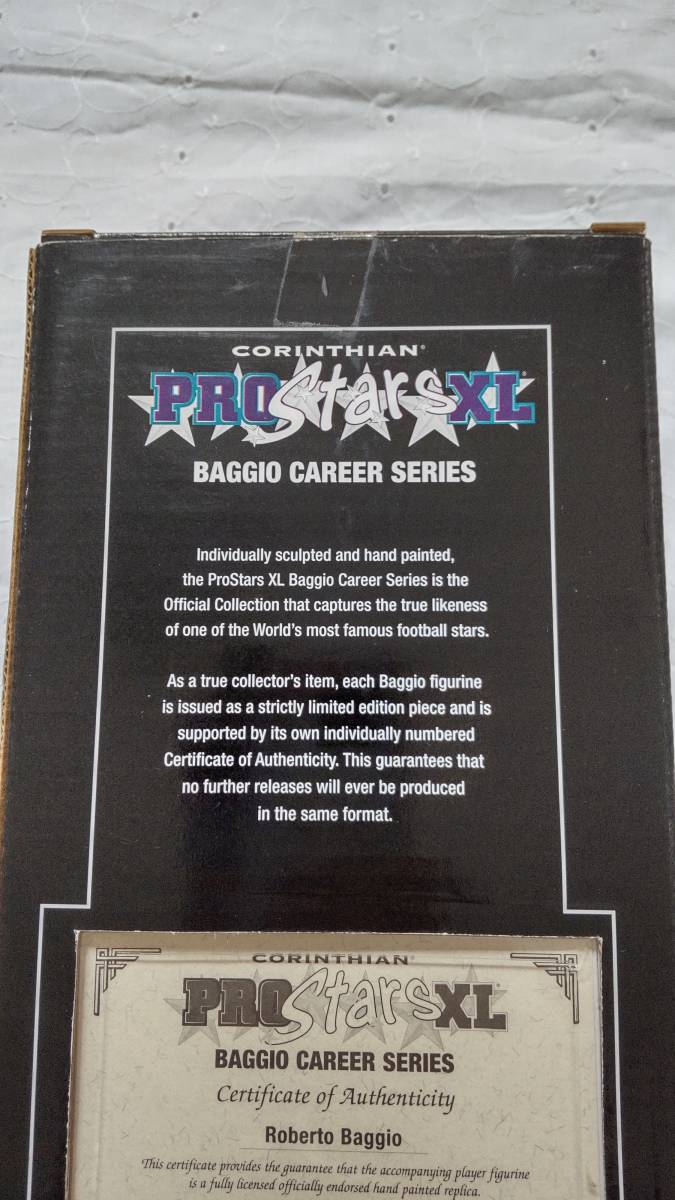 CORINTHIAN®
PROStarsXL®
BAGGIO CAREER SERIES
Individually sculpted and hand painted,
the ProStars XL Baggio Career Series is the
Official Collection that captures the true likeness
of one of the World's most famous football stars.
As a true collector's item, each Baggio figurine
is issued as a strictly limited edition piece and is
supported by its own individually numbered
Certificate of Authenticity. This guarantees that
no further releases will ever be produced
in the same format.
CORINTHIAN®
PROStarsXL
BAGGIO CAREER SERIES
Certificate of Authenticity
Roberto Baggio
This certificate provides the guarantee that the accompanying player figurine
is a fully licensed officially endorsed hand painted replica.